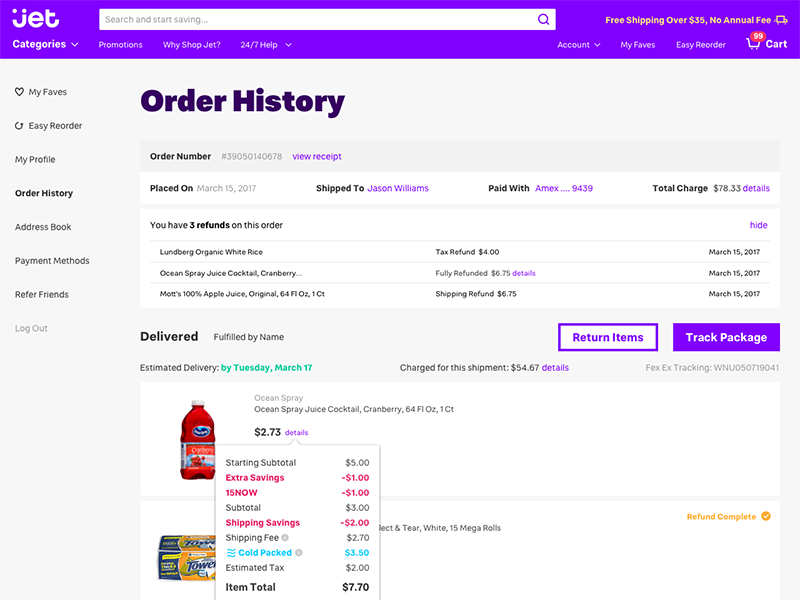 jet
Search and start saving...
Free Shipping Over $35, No Annual Fee
Categories
Promotions
Why Shop Jet?
24/7 Help
Account
My Faves
Easy Reorder
99
Cart
My Faves
Easy Reorder
My Profile
Order History
Address Book
Payment Methods
Refer Friends
Log Out
Order History
Order Number #39050140678 view receipt
Placed On March 15, 2017 Shipped To Jason Williams Paid With Amex .... 9439 Total Charge $78.33 details
You have 3 refunds on this order hide
Lundberg Organic White Rice Tax Refund $4.00 March 15, 2017
Ocean Spray Juice Cocktail, Cranberry... Fully Refunded $6.75 details March 15, 2017
Mott's 100% Apple Juice, Original, 64 Fl Oz, 1 Ct Shipping Refund $6.75 March 15, 2017
Delivered Fulfilled by Name Return Items Track Package
Estimated Delivery: by Tuesday, March 17 Charged for this shipment: $54.67 details Fex Ex Tracking: WNU050719041
Ocean Spray
Ocean Spray Juice Cocktail, Cranberry, 64 Fl Oz, 1 Ct
$2.73 details
Starting Subtotal $5.00
Extra Savings -$1.00
15NOW -$1.00
Subtotal $3.00
Shipping Savings -$2.00
Shipping Fee $2.70
Cold Packed $3.50
Estimated Tax $2.00
Item Total $7.70
Refund Complete
lect & Tear, White, 15 Mega Rolls